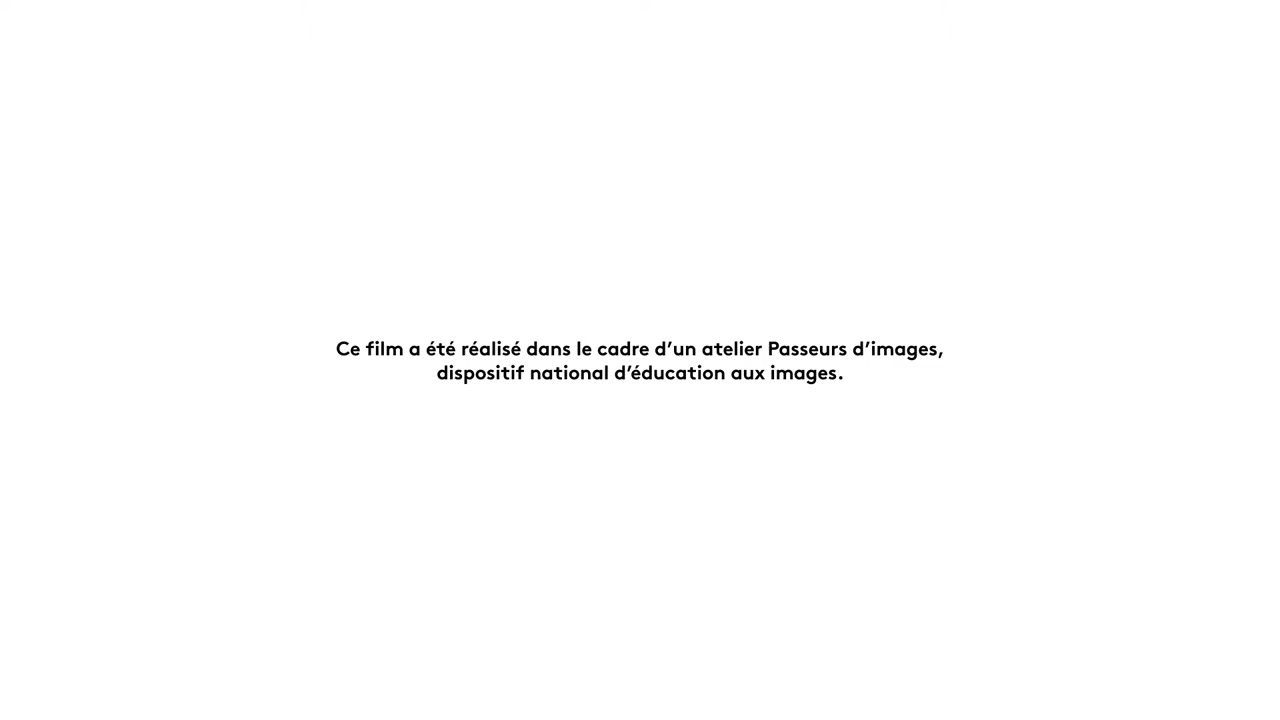 Ce film a été réalisé dans le cadre d’un atelier Passeurs d’images,
dispositif national d’éducation aux images.